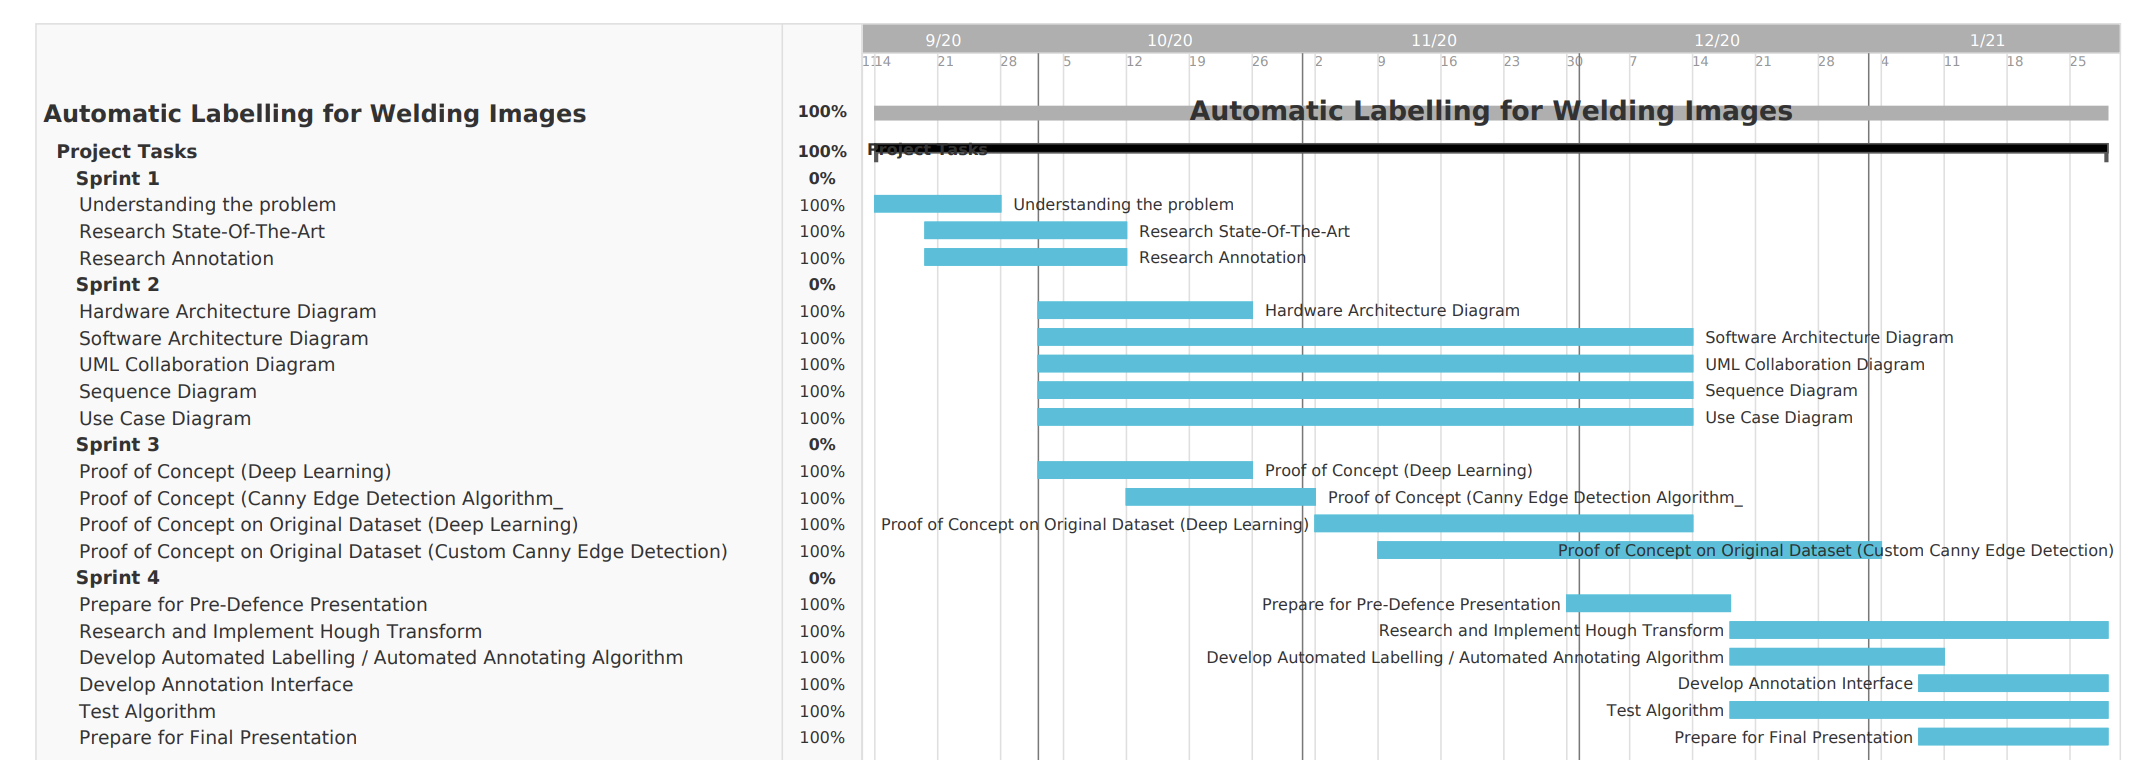 9/20 10/20 11/20 12/20 1/21
11 14 21 28 5 12 19 26 2 9 16 23 30 7 14 21 28 4 11 18 25
Automatic Labelling for Welding Images 100% Automatic Labelling for Welding Images
Project Tasks 100% Project Tasks
Sprint 1 0%
Understanding the problem 100% Understanding the problem
Research State-Of-The-Art 100% Research State-Of-The-Art
Research Annotation 100% Research Annotation
Sprint 2 0%
Hardware Architecture Diagram 100% Hardware Architecture Diagram
Software Architecture Diagram 100% Software Architecture Diagram
UML Collaboration Diagram 100% UML Collaboration Diagram
Sequence Diagram 100% Sequence Diagram
Use Case Diagram 100% Use Case Diagram
Sprint 3 0%
Proof of Concept (Deep Learning) 100% Proof of Concept (Deep Learning)
Proof of Concept (Canny Edge Detection Algorithm_ 100% Proof of Concept (Canny Edge Detection Algorithm_
Proof of Concept on Original Dataset (Deep Learning) 100% Proof of Concept on Original Dataset (Deep Learning)
Proof of Concept on Original Dataset (Custom Canny Edge Detection) 100% Proof of Concept on Original Dataset (Custom Canny Edge Detection)
Sprint 4 0%
Prepare for Pre-Defence Presentation 100% Prepare for Pre-Defence Presentation
Research and Implement Hough Transform 100% Research and Implement Hough Transform
Develop Automated Labelling / Automated Annotating Algorithm 100% Develop Automated Labelling / Automated Annotating Algorithm
Develop Annotation Interface 100% Develop Annotation Interface
Test Algorithm 100% Test Algorithm
Prepare for Final Presentation 100% Prepare for Final Presentation